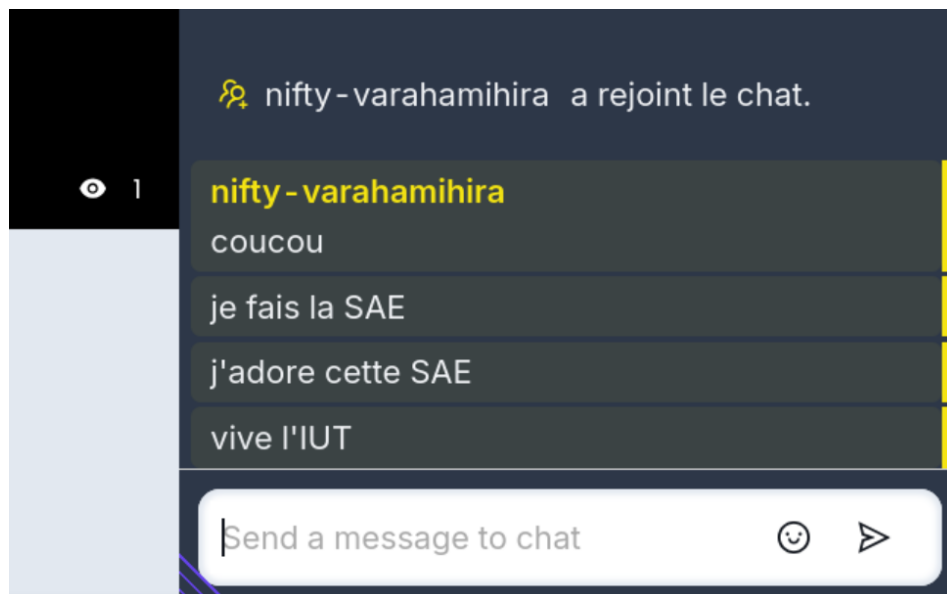 nifty-varahamihira a rejoint le chat.
1
nifty-varahamihira
coucou
je fais la SAE
j'adore cette SAE
vive l'IUT
Send a message to chat